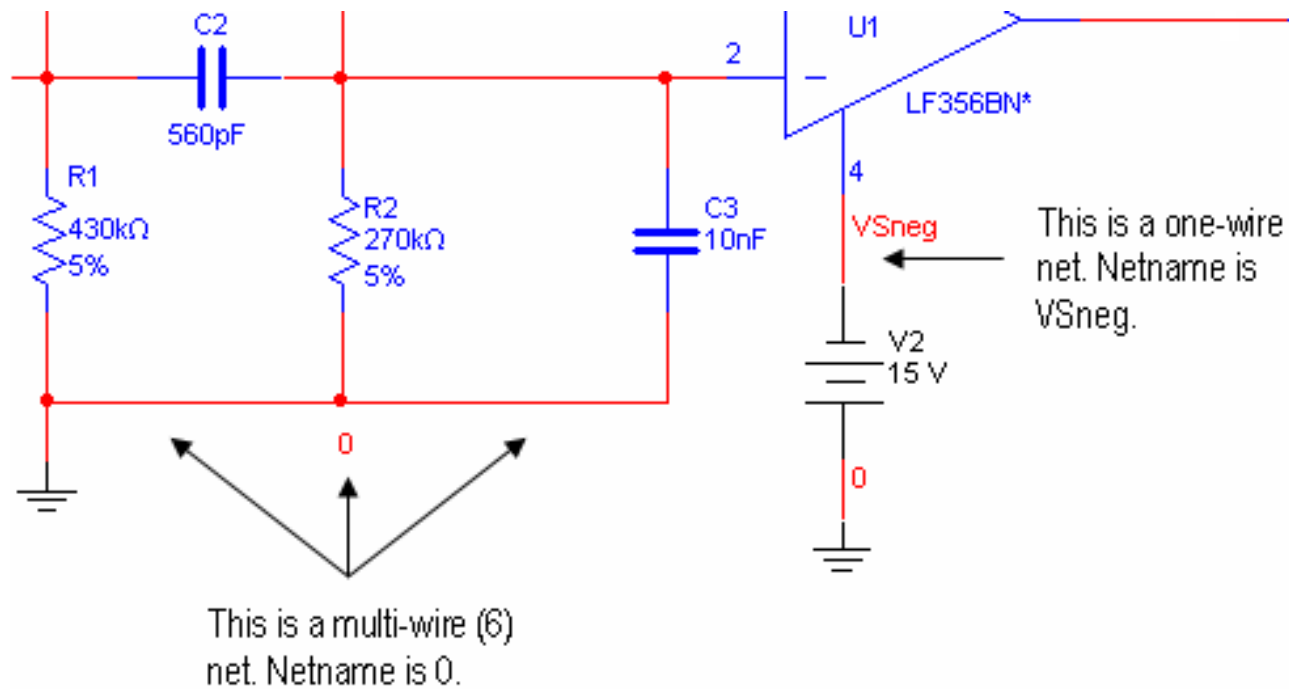 C2
560pF
R1
430kΩ
5%
R2
270kΩ
5%
C3
10nF
2
U1
LF356BN*
4
VSneg
This is a one-wire
net. Netname is
VSneg.
V2
15 V
0
0
This is a multi-wire (6)
net. Netname is 0.